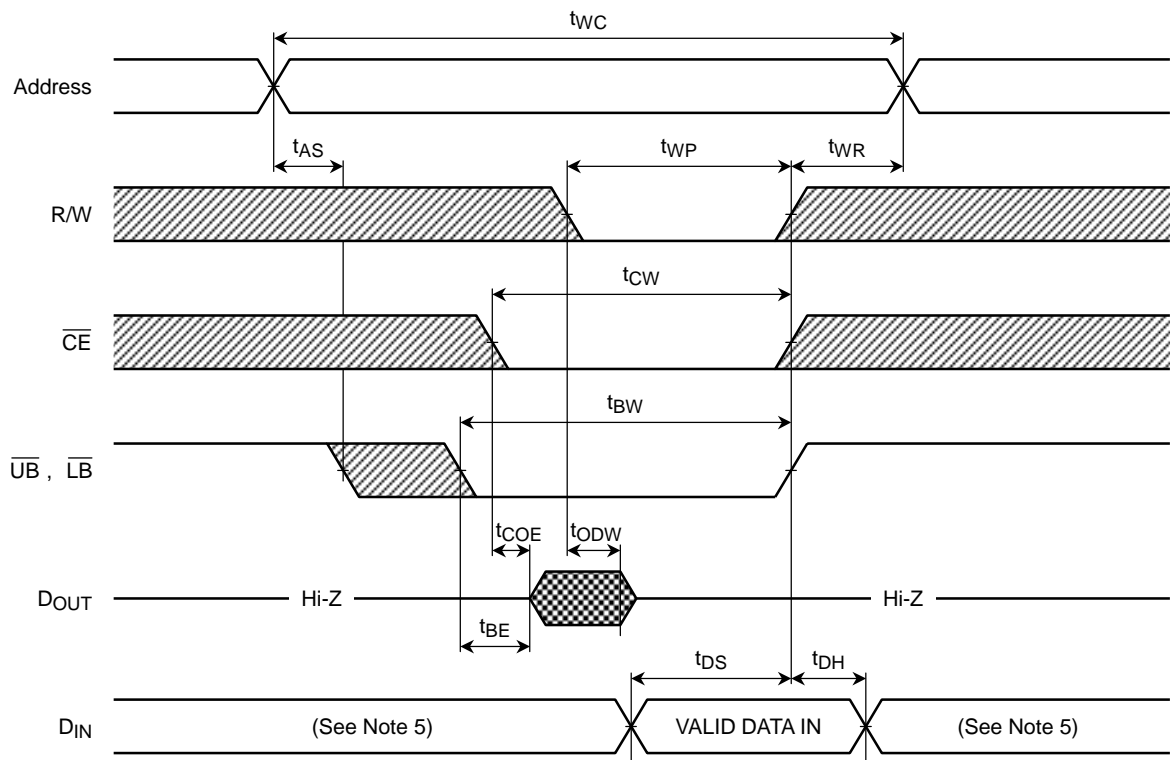 tWC
Address
tAS
tWP
tWR
R/W
tCW
CE
tBW
UB , LB
tCOE
tODW
DOUT
Hi-Z
Hi-Z
tBE
tDS
tDH
DIN
(See Note 5)
VALID DATA IN
(See Note 5)